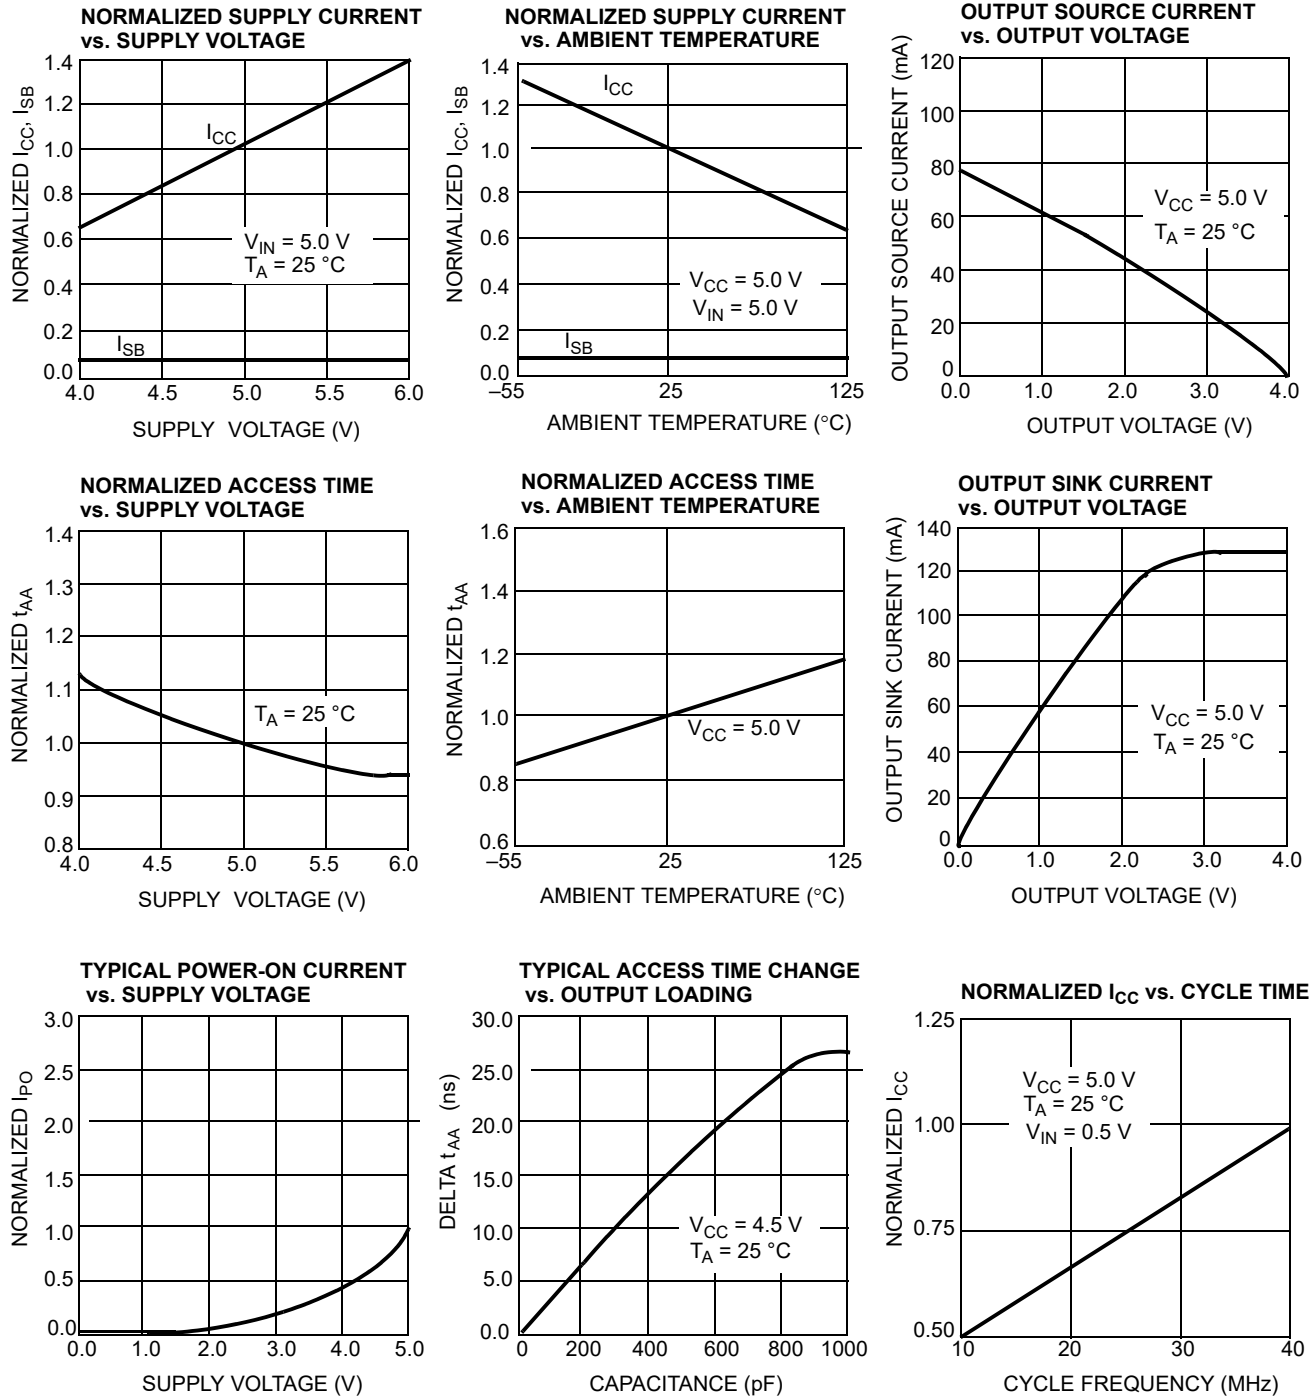 NORMALIZED SUPPLY CURRENT
vs. SUPPLY VOLTAGE
1.4
1.2
1.0
0.8
0.6
0.4
0.2
0.0
NORMALIZED ICC, ISB
ICC
VIN = 5.0 V
TA = 25 °C
ISB
4.0 4.5 5.0 5.5 6.0
SUPPLY VOLTAGE (V)
NORMALIZED SUPPLY CURRENT
vs. AMBIENT TEMPERATURE
1.4
1.2
1.0
0.8
0.6
0.4
0.2
0.0
NORMALIZED ICC, ISB
ICC
VCC = 5.0 V
VIN = 5.0 V
ISB
–55 25 125
AMBIENT TEMPERATURE (°C)
OUTPUT SOURCE CURRENT
vs. OUTPUT VOLTAGE
120
100
80
60
40
20
0
OUTPUT SOURCE CURRENT (mA)
VCC = 5.0 V
TA = 25 °C
0.0 1.0 2.0 3.0 4.0
OUTPUT VOLTAGE (V)
NORMALIZED ACCESS TIME
vs. SUPPLY VOLTAGE
1.4
1.3
1.2
1.1
1.0
0.9
0.8
NORMALIZED tAA
TA = 25 °C
4.0 4.5 5.0 5.5 6.0
SUPPLY VOLTAGE (V)
NORMALIZED ACCESS TIME
vs. AMBIENT TEMPERATURE
1.6
1.4
1.2
1.0
0.8
0.6
NORMALIZED tAA
VCC = 5.0 V
–55 25 125
AMBIENT TEMPERATURE (°C)
OUTPUT SINK CURRENT
vs. OUTPUT VOLTAGE
140
120
100
80
60
40
20
0
OUTPUT SINK CURRENT (mA)
VCC = 5.0 V
TA = 25 °C
0.0 1.0 2.0 3.0 4.0
OUTPUT VOLTAGE (V)
TYPICAL POWER-ON CURRENT
vs. SUPPLY VOLTAGE
3.0
2.5
2.0
1.5
1.0
0.5
0.0
NORMALIZED IPO
0.0 1.0 2.0 3.0 4.0 5.0
SUPPLY VOLTAGE (V)
TYPICAL ACCESS TIME CHANGE
vs. OUTPUT LOADING
30.0
25.0
20.0
15.0
10.0
5.0
0.0
DELTA tAA (ns)
VCC = 4.5 V
TA = 25 °C
0 200 400 600 800 1000
CAPACITANCE (pF)
NORMALIZED ICC vs. CYCLE TIME
1.25
1.00
0.75
0.50
NORMALIZED ICC
VCC = 5.0 V
TA = 25 °C
VIN = 0.5 V
10 20 30 40
CYCLE FREQUENCY (MHz)